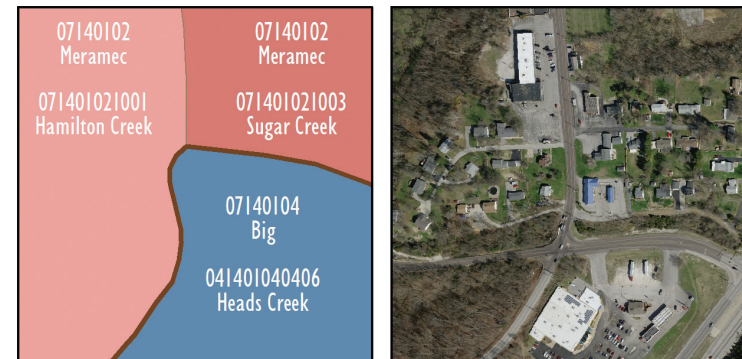 07140102
Meramec
071401021001
Hamilton Creek
07140102
Meramec
071401021003
Sugar Creek
07140104
Big
041401040406
Heads Creek